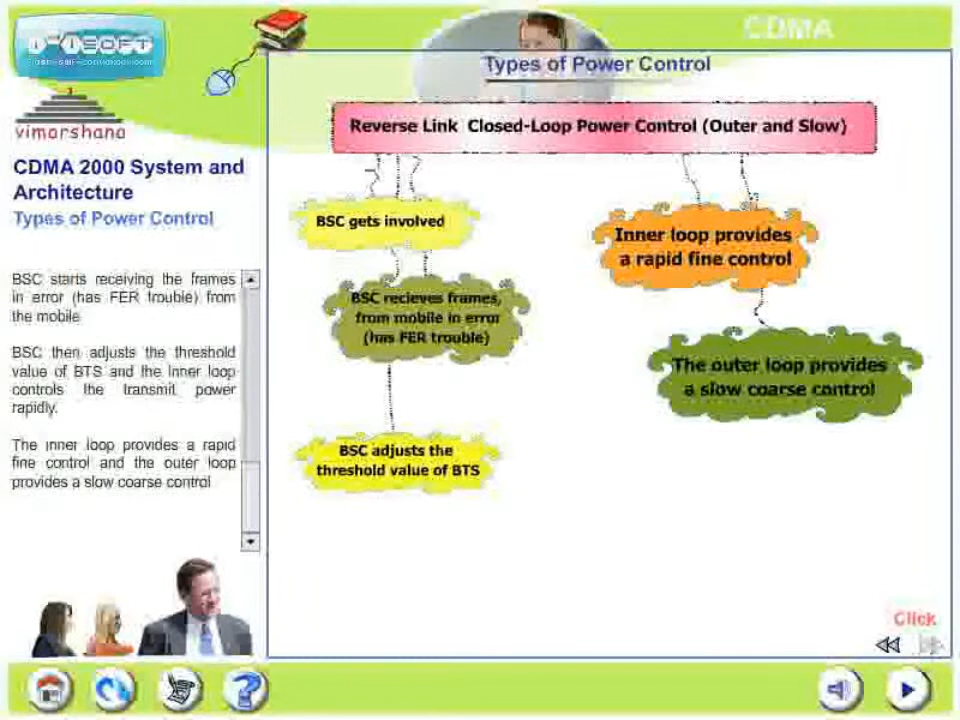 CDMA
i-iSOFT
vimarshana
CDMA 2000 System and
Architecture
Types of Power Control
BSC starts receiving the frames
in error (has FER trouble) from
the mobile
BSC then adjusts the threshold
value of BTS and the inner loop
controls the transmit power
rapidly.
The inner loop provides a rapid
fine control and the outer loop
provides a slow coarse control
Types of Power Control
Reverse Link Closed-Loop Power Control (Outer and Slow)
BSC gets involved
BSC recieves frames,
from mobile in error
(has FER trouble)
BSC adjusts the
threshold value of BTS
Inner loop provides
a rapid fine control
The outer loop provides
a slow coarse control
Click